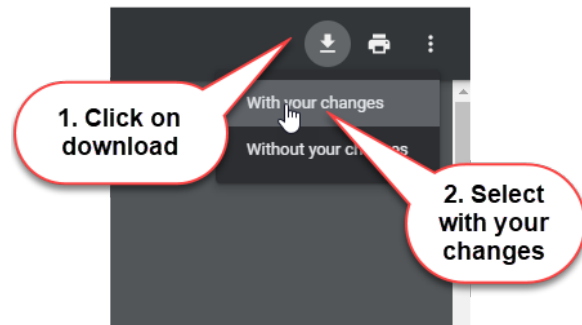 1. Click on
download
With your changes
Without your changes
2. Select
with your
changes